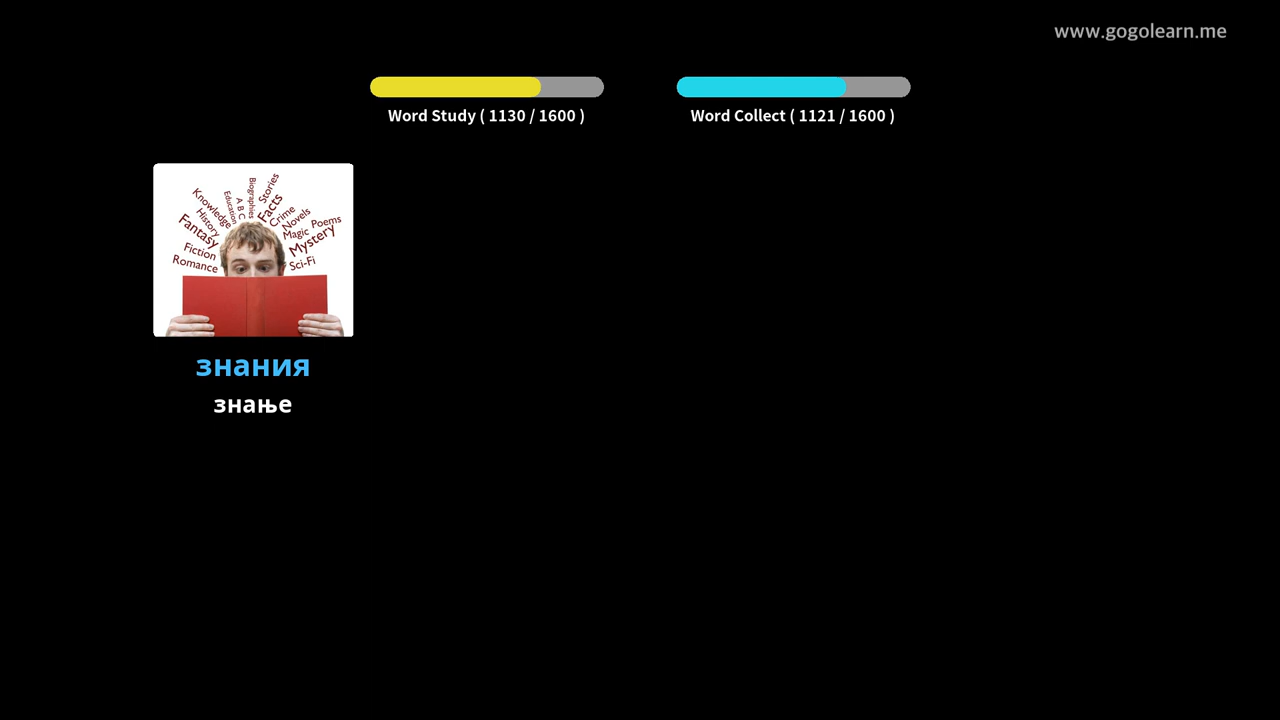 www.gogolearn.me
Word Study ( 1130 / 1600 )
Word Collect ( 1121 / 1600 )
Knowledge
History
Fantasy
Fiction
Romance
Education
A B C
Biographies
Stories
Facts
Crime
Novels
Magic
Poems
Mystery
Sci-Fi
знания
знање